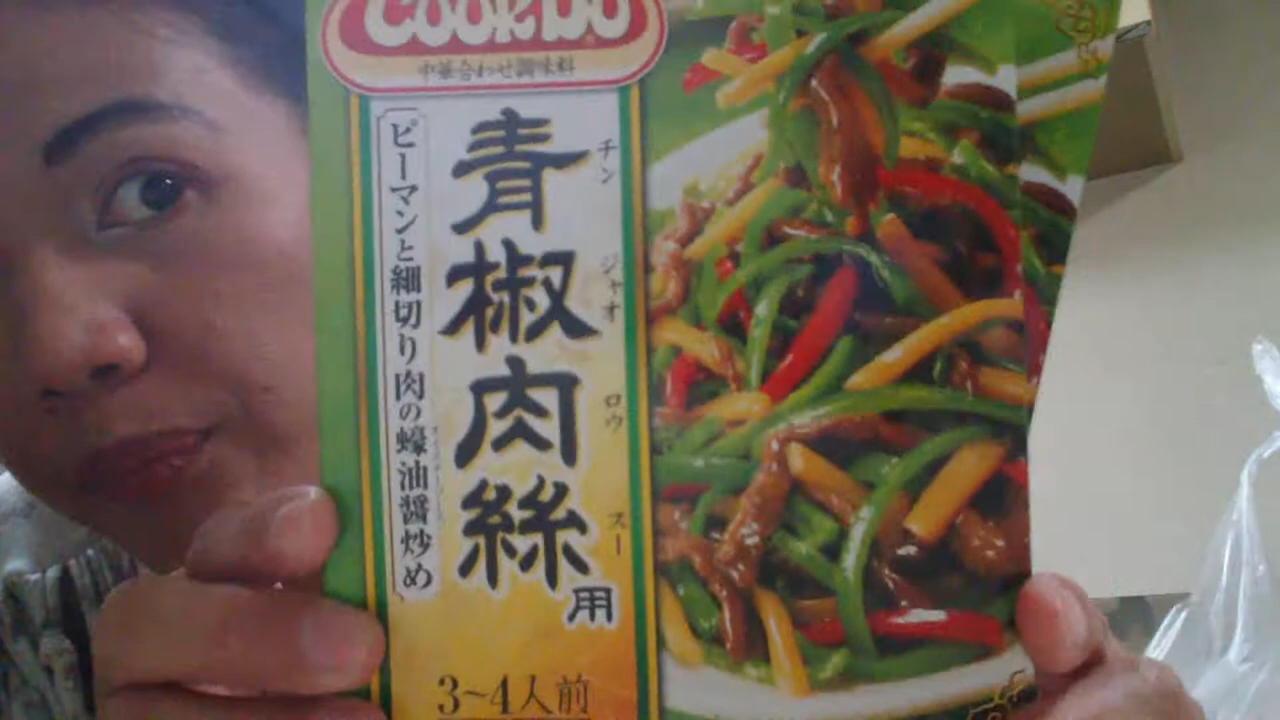 Cook Do
中華合わせ調味料
青椒肉絲用
チンジャオロウスー
ピーマンと細切り肉の蠔油醤炒め
3~4人前